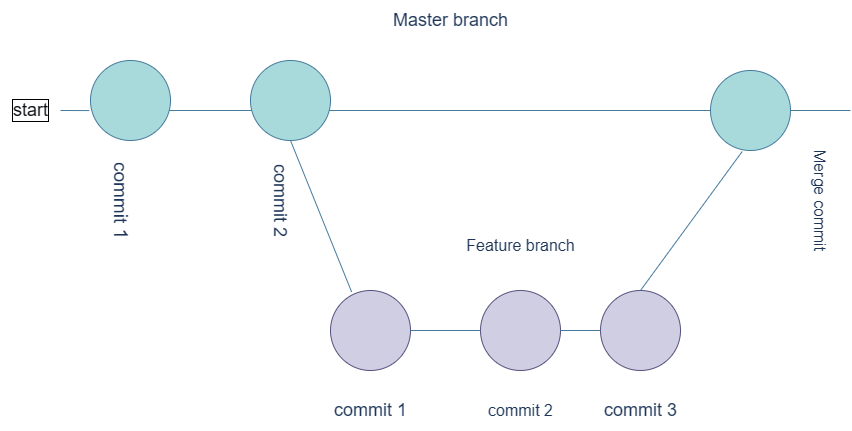 Master branch
start
commit 1
commit 2
Merge commit
Feature branch
commit 1
commit 2
commit 3